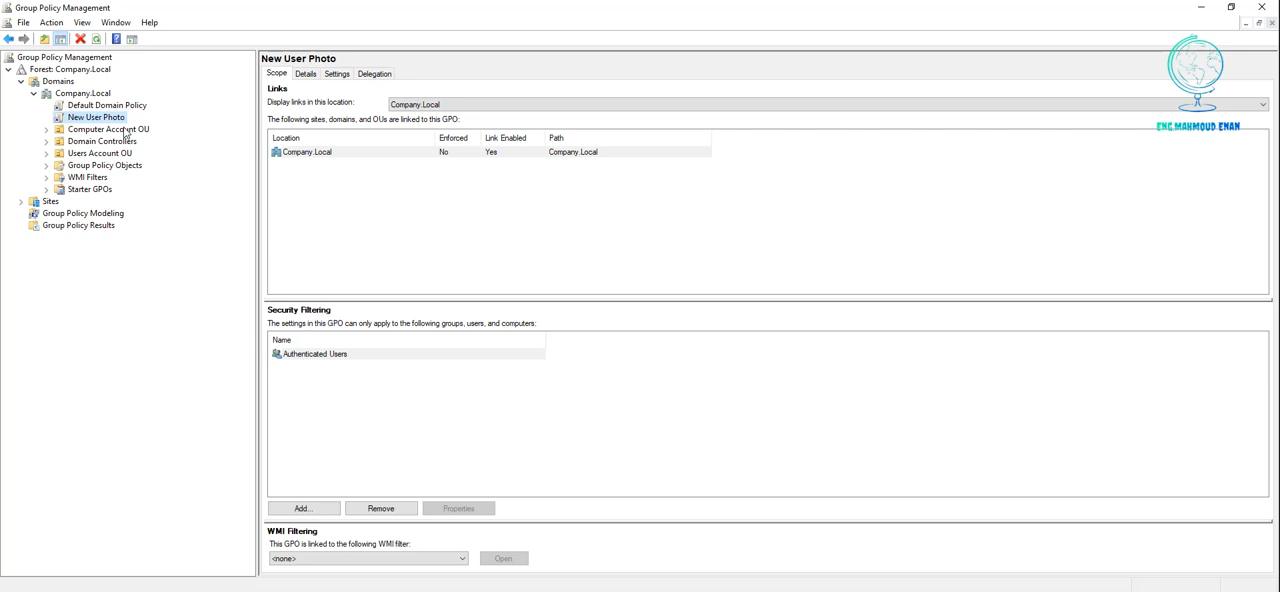 Group Policy Management
File Action View Window Help
Group Policy Management
Forest: Company.Local
Domains
Company.Local
Default Domain Policy
New User Photo
Computer Account OU
Domain Controllers
Users Account OU
Group Policy Objects
WMI Filters
Starter GPOs
Sites
Group Policy Modeling
Group Policy Results
New User Photo
Scope Details Settings Delegation
Links
Display links in this location: Company.Local
The following sites, domains, and OUs are linked to this GPO:
Location Enforced Link Enabled Path
Company.Local No Yes Company.Local
Security Filtering
The settings in this GPO can only apply to the following groups, users, and computers:
Name
Authenticated Users
Add... Remove Properties
WMI Filtering
This GPO is linked to the following WMI filter:
<none> Open
ENG.MAHMOUD ENAN